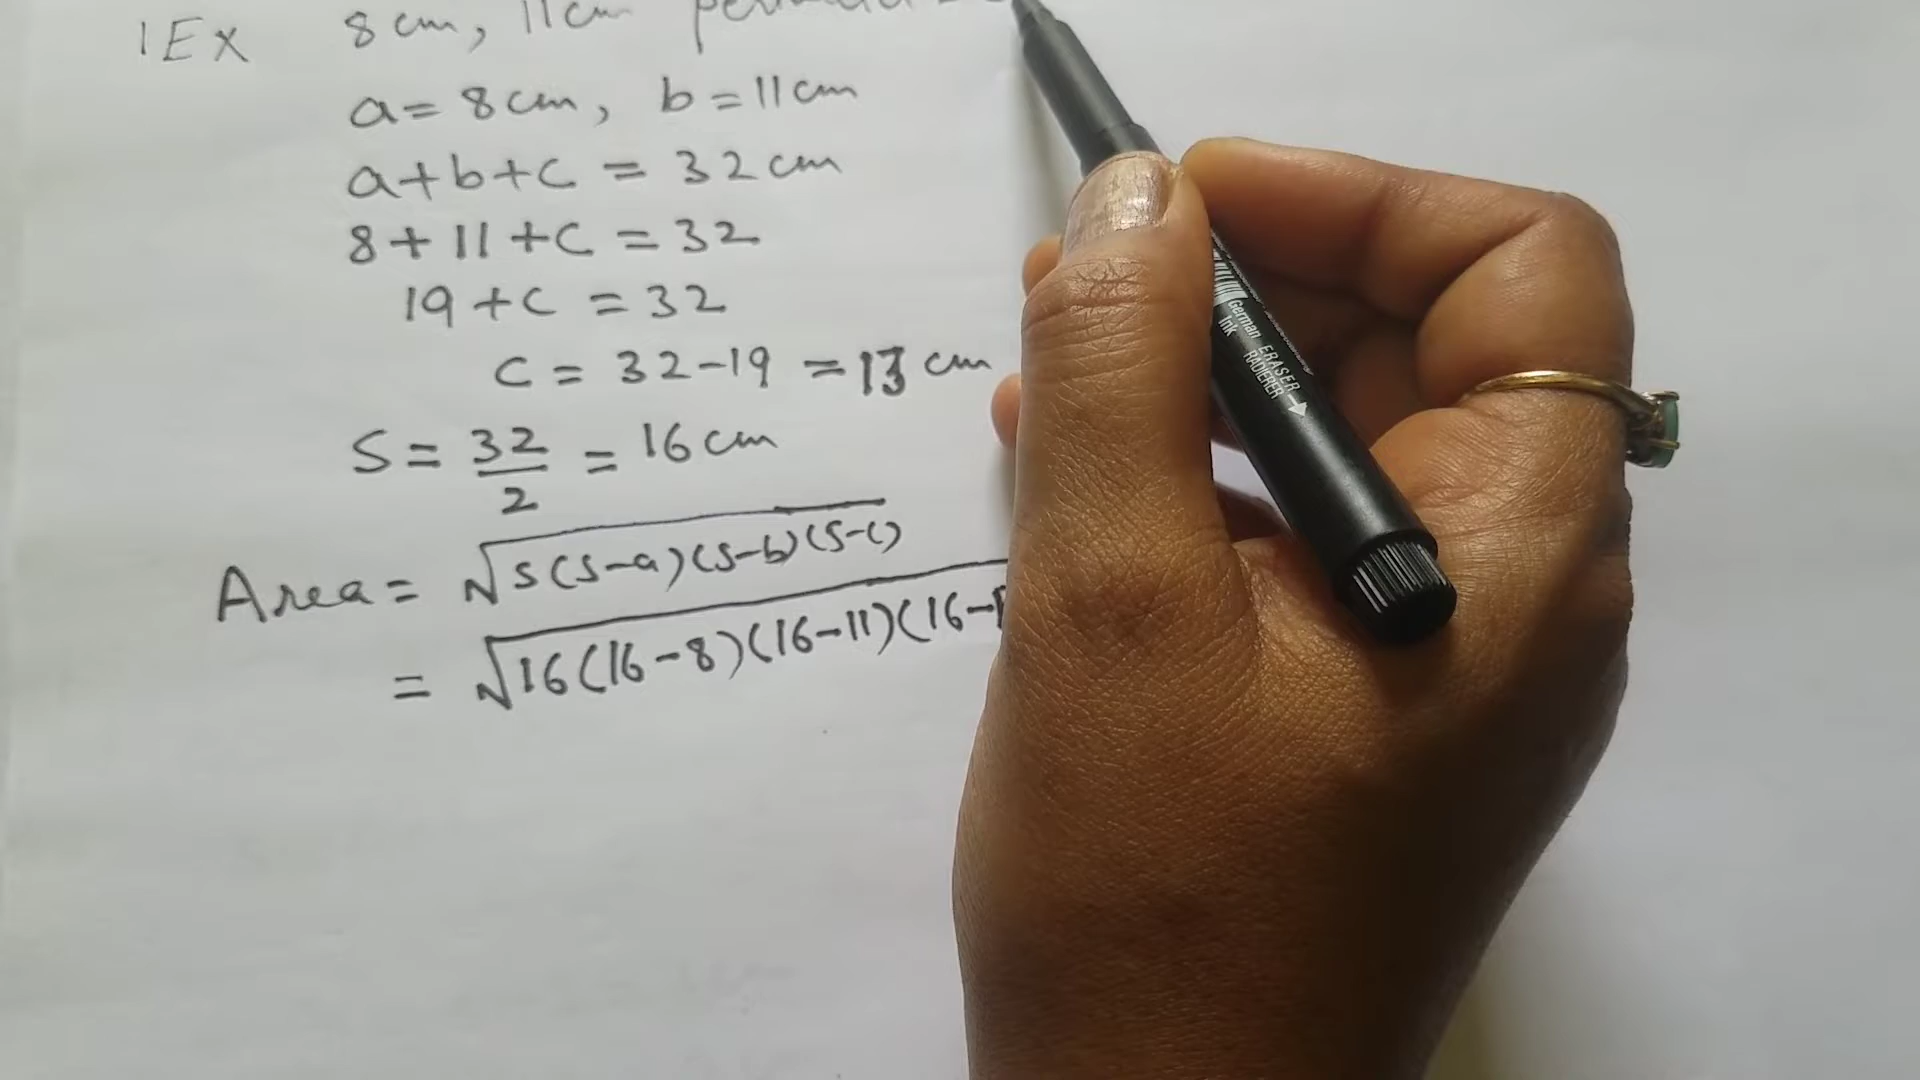 1Ex 8cm, 11cm
a = 8cm, b = 11cm
a+b+c = 32cm
8+11+c = 32
19+c = 32
c = 32-19 = 13 cm
S = 32/2 = 16cm
Area = √s(s-a)(s-b)(s-c)
= √16(16-8)(16-11)(16-1
German ERASER
Ink RADIERER